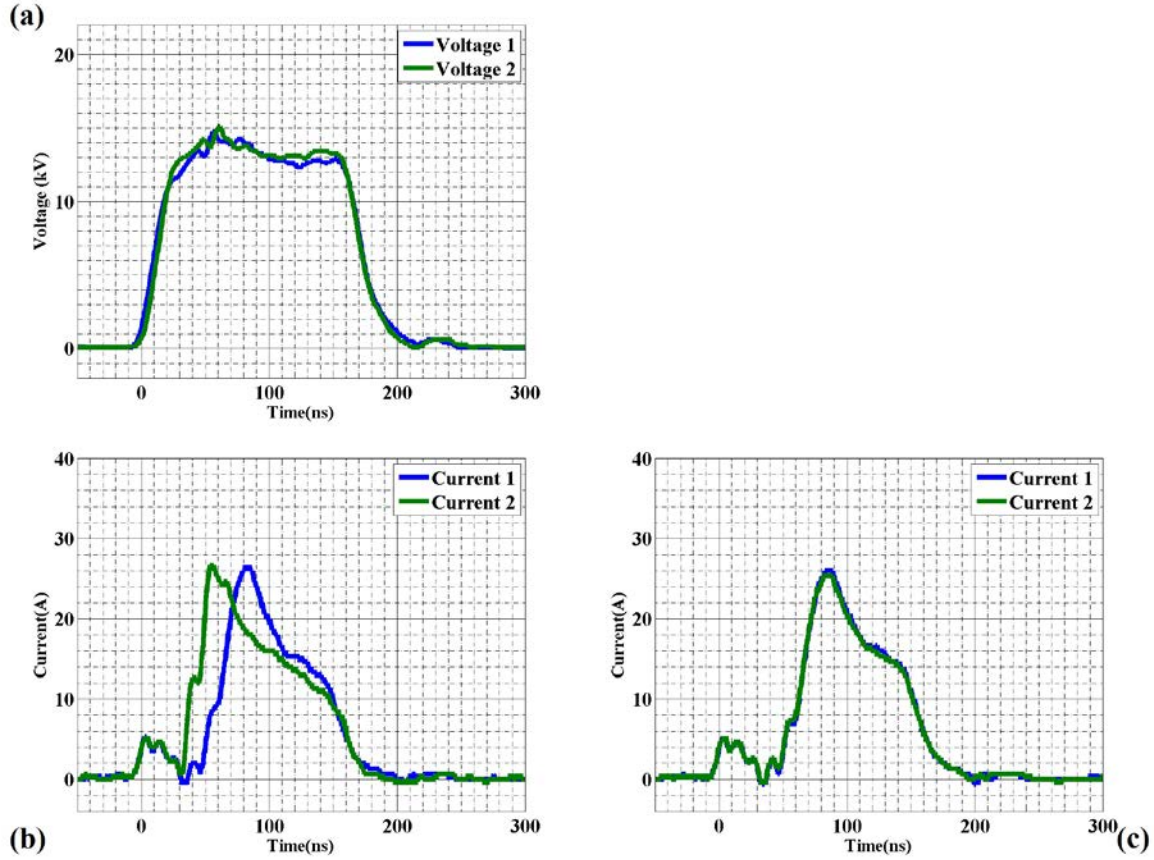 (a)
Voltage 1
Voltage 2
20
10
0
Voltage (kV)
0 100 200 300
Time(ns)
Current 1
Current 2
40
30
20
10
0
Current(A)
0 100 200 300
Time(ns)
(b)
Current 1
Current 2
40
30
20
10
0
Current(A)
0 100 200 300
Time(ns)
(c)